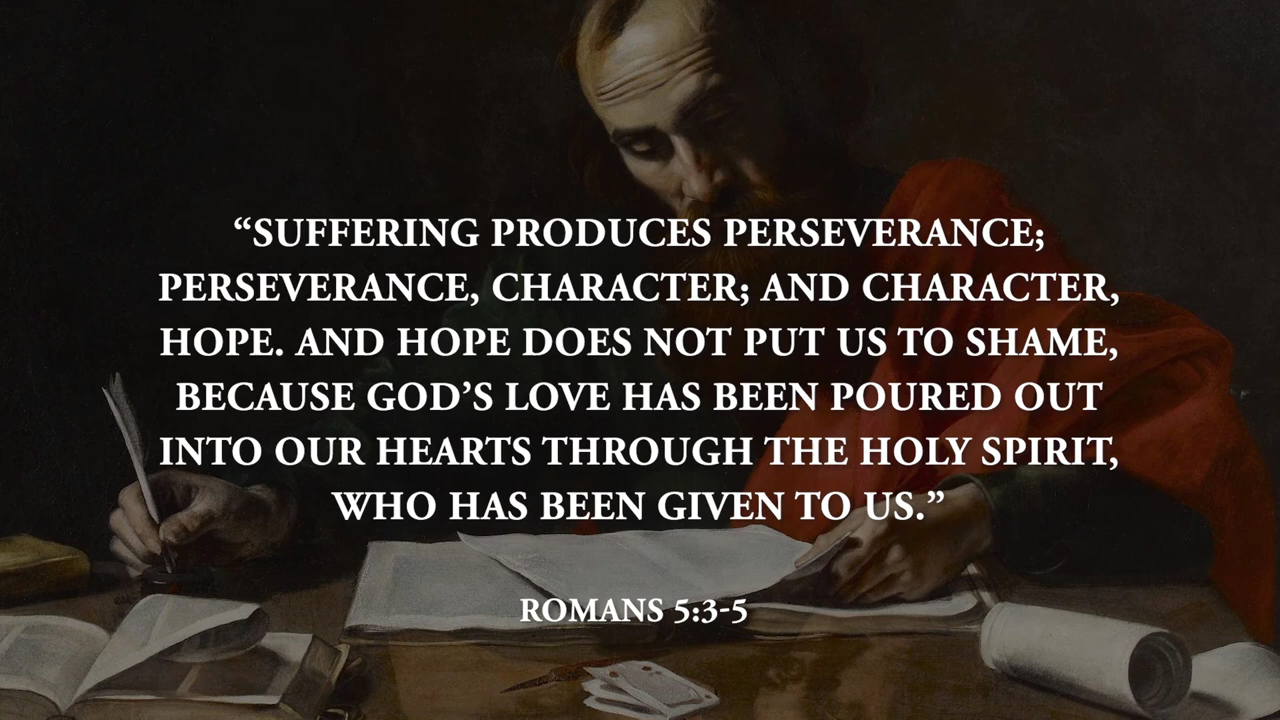 “SUFFERING PRODUCES PERSEVERANCE;
PERSEVERANCE, CHARACTER; AND CHARACTER,
HOPE. AND HOPE DOES NOT PUT US TO SHAME,
BECAUSE GOD’S LOVE HAS BEEN POURED OUT
INTO OUR HEARTS THROUGH THE HOLY SPIRIT,
WHO HAS BEEN GIVEN TO US.”
ROMANS 5:3-5